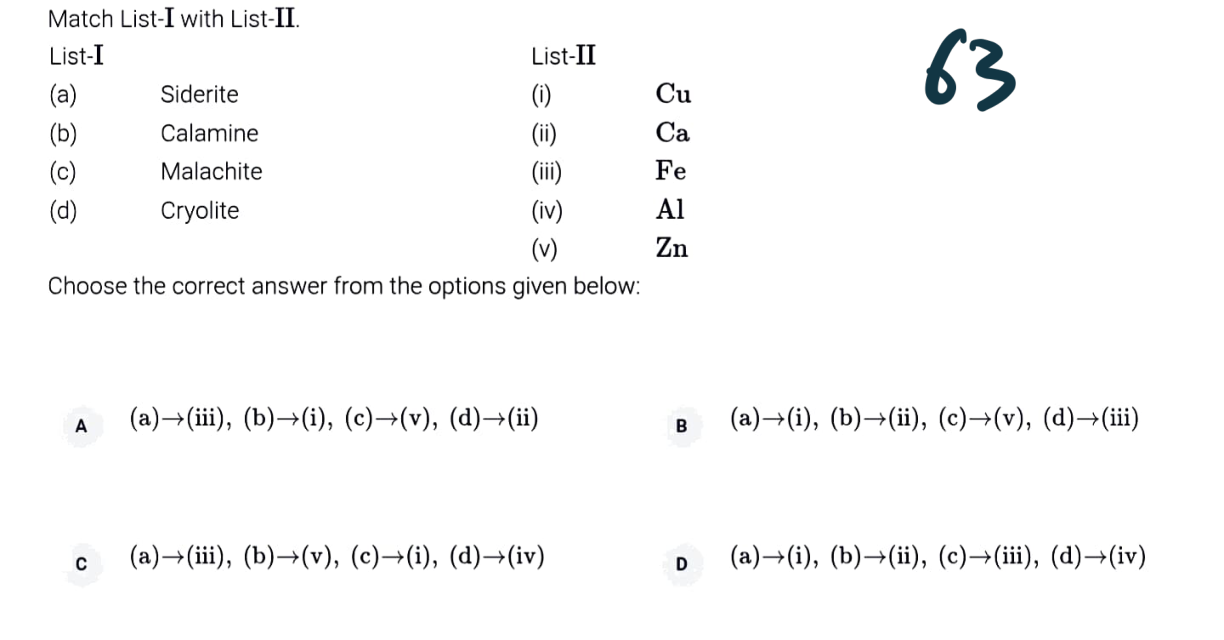 Match List-I with List-II.
63
List-I List-II
(a) Siderite (i) Cu
(b) Calamine (ii) Ca
(c) Malachite (iii) Fe
(d) Cryolite (iv) Al
(v) Zn
Choose the correct answer from the options given below:
A (a)→(iii), (b)→(i), (c)→(v), (d)→(ii) B (a)→(i), (b)→(ii), (c)→(v), (d)→(iii)
C (a)→(iii), (b)→(v), (c)→(i), (d)→(iv) D (a)→(i), (b)→(ii), (c)→(iii), (d)→(iv)